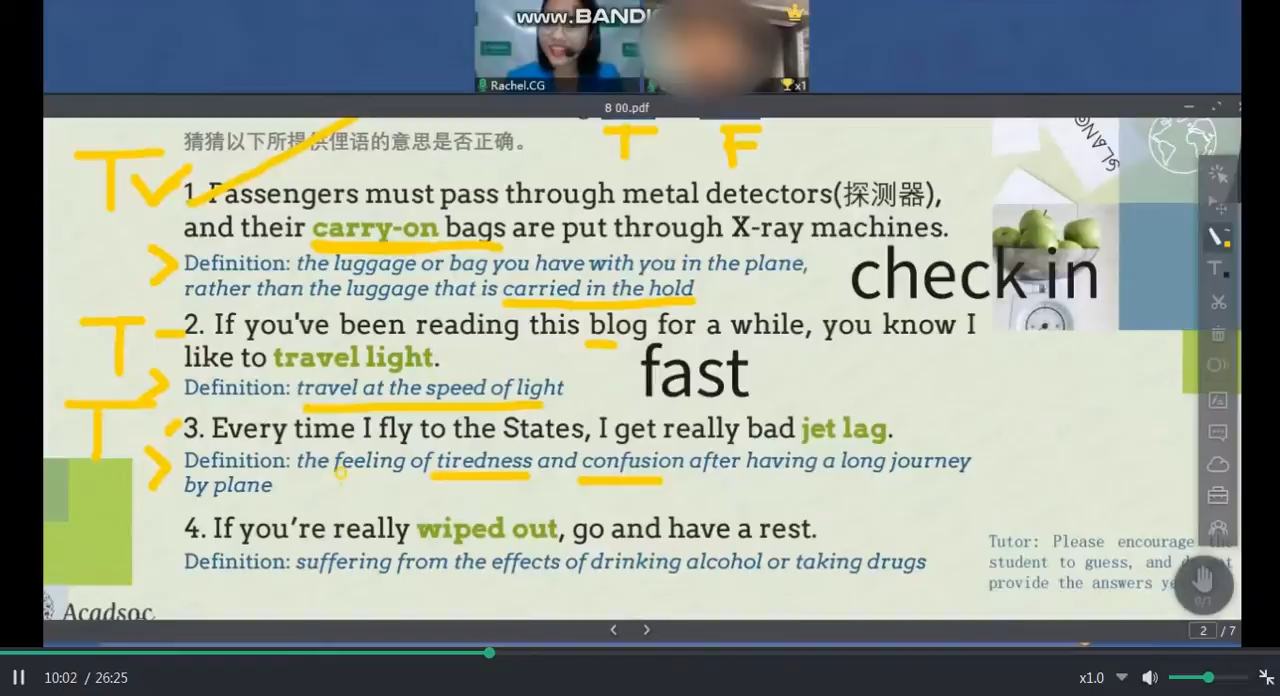 www.BANDI
Rachel.CG
x1
8 00.pdf
猜猜以下所提供俚语的意思是否正确。
T
F
SLANG
T
1. Passengers must pass through metal detectors(探测器),
and their carry-on bags are put through X-ray machines.
Definition: the luggage or bag you have with you in the plane,
rather than the luggage that is carried in the hold
check in
T
2. If you've been reading this blog for a while, you know I
like to travel light.
fast
Definition: travel at the speed of light
T
3. Every time I fly to the States, I get really bad jet lag.
Definition: the feeling of tiredness and confusion after having a long journey
by plane
4. If you’re really wiped out, go and have a rest.
Definition: suffering from the effects of drinking alcohol or taking drugs
Tutor: Please encourage the
student to guess, and
provide the answers
0/1
Acadsoc
2 / 7
10:02 / 26:25
x1.0